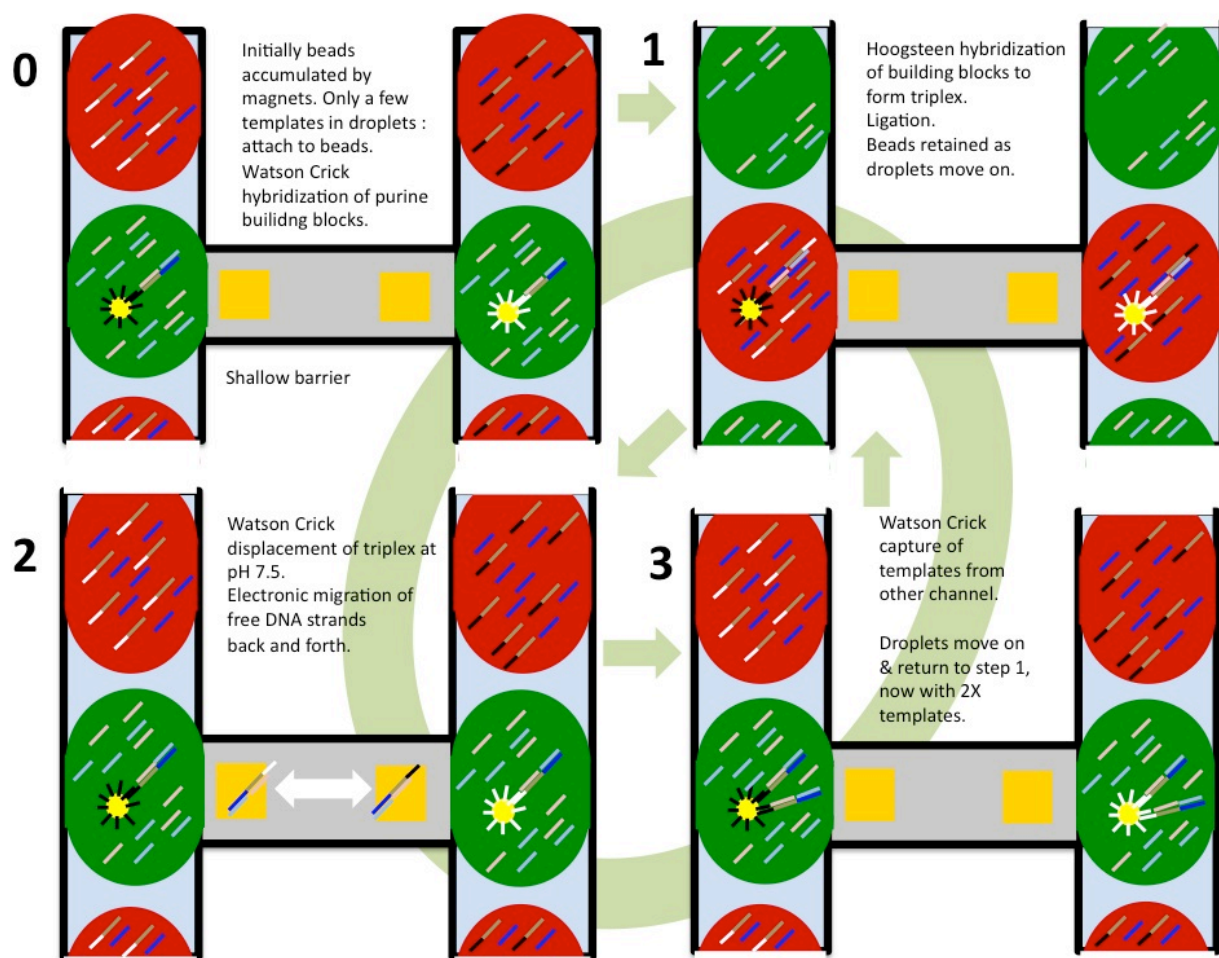 0
Initially beads
accumulated by
magnets. Only a few
templates in droplets :
attach to beads.
Watson Crick
hybridization of purine
builidng blocks.
Shallow barrier
1
Hoogsteen hybridization
of building blocks to
form triplex.
Ligation.
Beads retained as
droplets move on.
2
Watson Crick
displacement of triplex at
pH 7.5.
Electronic migration of
free DNA strands
back and forth.
3
Watson Crick
capture of
templates from
other channel.
Droplets move on
& return to step 1,
now with 2X
templates.